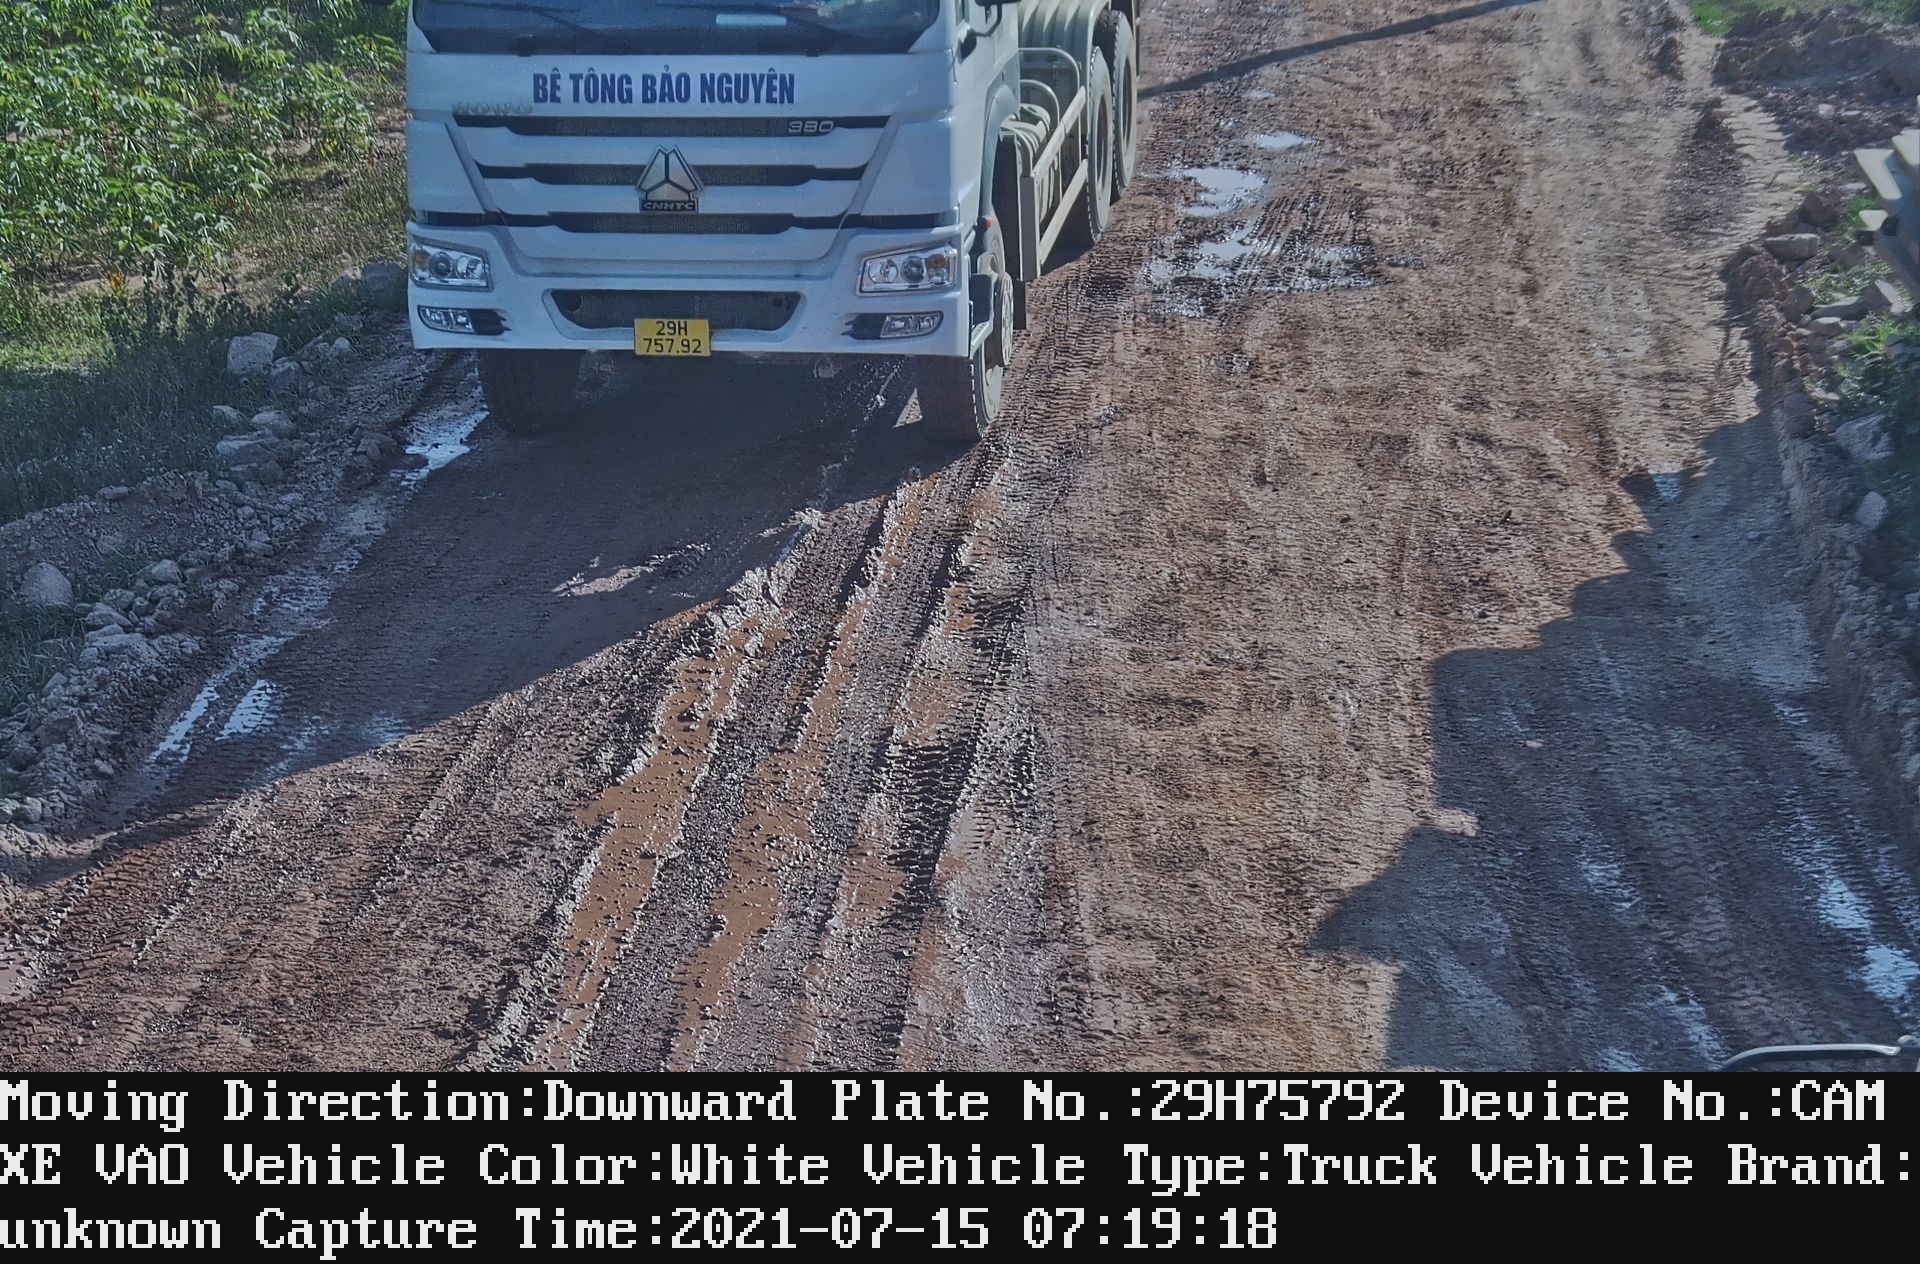 BÊ TÔNG BẢO NGUYÊN
380
CNHTC
29H
757.92
Moving Direction:Downward Plate No.:29H75792 Device No.:CAM
XE VAO Vehicle Color:White Vehicle Type:Truck Vehicle Brand:
unknown Capture Time:2021-07-15 07:19:18